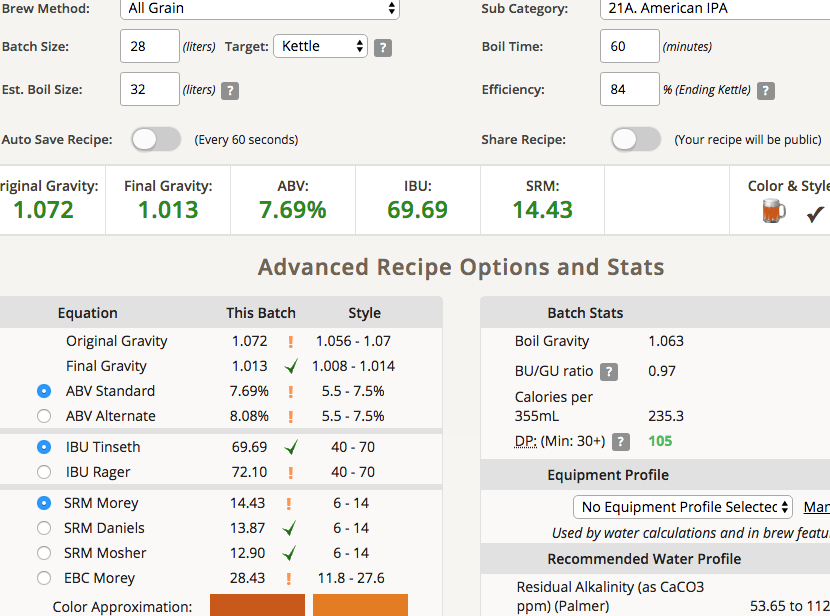 Brew Method: All Grain Sub Category: 21A. American IPA
Batch Size: 28 (liters) Target: Kettle ? Boil Time: 60 (minutes)
Est. Boil Size: 32 (liters) ? Efficiency: 84 % (Ending Kettle) ?
Auto Save Recipe: (Every 60 seconds) Share Recipe: (Your recipe will be public)
riginal Gravity: Final Gravity: ABV: IBU: SRM: Color & Style
1.072 1.013 7.69% 69.69 14.43
Advanced Recipe Options and Stats
Equation This Batch Style
Original Gravity 1.072 ! 1.056 - 1.07
Final Gravity 1.013 1.008 - 1.014
ABV Standard 7.69% ! 5.5 - 7.5%
ABV Alternate 8.08% ! 5.5 - 7.5%
IBU Tinseth 69.69 40 - 70
IBU Rager 72.10 ! 40 - 70
SRM Morey 14.43 ! 6 - 14
SRM Daniels 13.87 6 - 14
SRM Mosher 12.90 6 - 14
EBC Morey 28.43 ! 11.8 - 27.6
Color Approximation:
Batch Stats
Boil Gravity 1.063
BU/GU ratio ? 0.97
Calories per
355mL 235.3
DP: (Min: 30+) ? 105
Equipment Profile
No Equipment Profile Selected Man
Used by water calculations and in brew featu
Recommended Water Profile
Residual Alkalinity (as CaCO3
ppm) (Palmer) 53.65 to 112